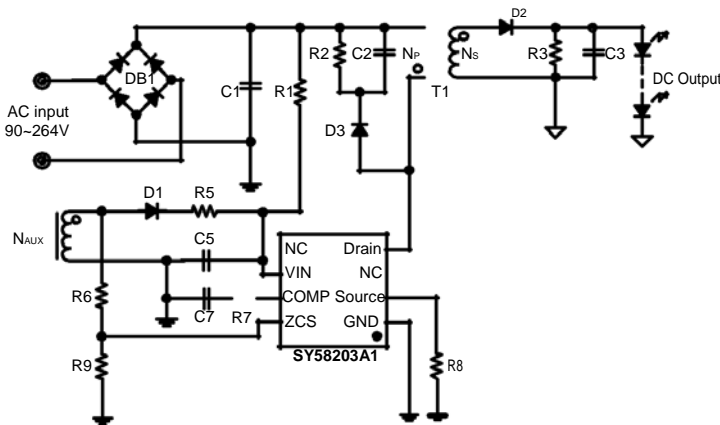 D2
R2
C2
NP
NS
R3
C3
DB1
C1
R1
T1
DC Output
AC input
90~264V
D3
D1
R5
NAUX
C5
NC
Drain
VIN
NC
R6
COMP
Source
C7
R7
ZCS
GND
SY58203A1
R9
R8